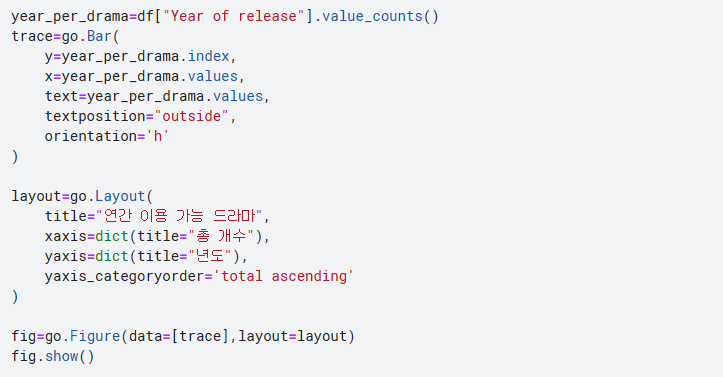 year_per_drama=df["Year of release"].value_counts()
trace=go.Bar(
    y=year_per_drama.index,
    x=year_per_drama.values,
    text=year_per_drama.values,
    textposition="outside",
    orientation='h'
)
layout=go.Layout(
    title="연간 이용 가능 드라마",
    xaxis=dict(title="총 개수"),
    yaxis=dict(title="년도"),
    yaxis_categoryorder='total ascending'
)
fig=go.Figure(data=[trace],layout=layout)
fig.show()